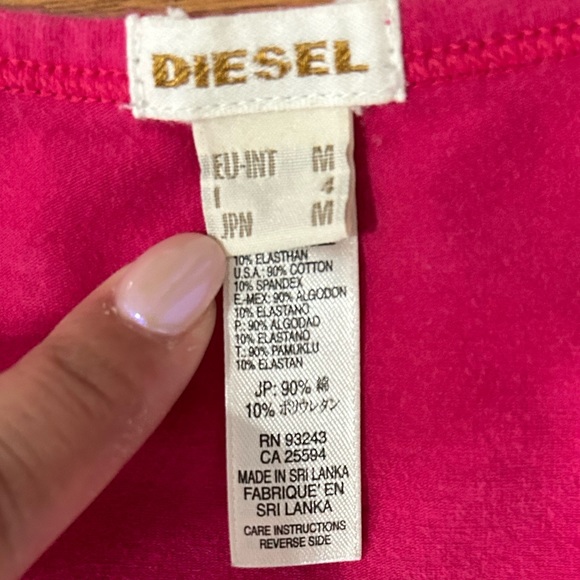 DIESEL
EU-INT M
I 4
JPN M
10% ELASTHAN
U.S.A.: 90% COTTON
10% SPANDEX
E-MEX: 90% ALGODON
10% ELASTANO
P.: 90% ALGODAO
10% ELASTANO
T.: 90% PAMUKLU
10% ELASTAN
JP: 90% 綿
10% ポリウレタン
RN 93243
CA 25594
MADE IN SRI LANKA
FABRIQUE' EN
SRI LANKA
CARE INSTRUCTIONS
REVERSE SIDE